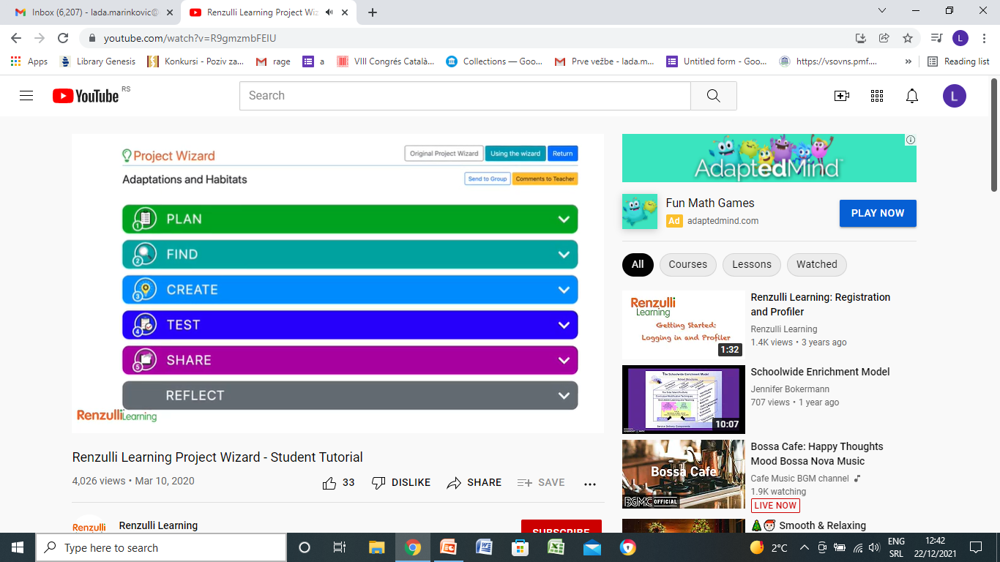 Inbox (6,207) - lada.marinkovic@
Renzulli Learning Project Wiz
youtube.com/watch?v=R9gmzmbFEIU
L
Apps
Library Genesis
Konkursi - Poziv za...
rage
a
VIII Congrés Català...
Collections — Goo...
Prve vežbe - lada.m...
Untitled form - Goo...
https://vsovns.pmf....
»
Reading list
YouTube RS
Search
L
Project Wizard
Original Project Wizard
Using the wizard
Return
Adaptations and Habitats
Send to Group
Comments to Teacher
1 PLAN
2 FIND
3 CREATE
4 TEST
5 SHARE
REFLECT
Renzulli Learning
Renzulli Learning Project Wizard - Student Tutorial
4,026 views • Mar 10, 2020
33
DISLIKE
SHARE
SAVE
Renzulli
Renzulli Learning
SUBSCRIBE
AdaptedMind
Fun Math Games
Ad adaptedmind.com
PLAY NOW
All
Courses
Lessons
Watched
Renzulli
Learning
Getting Started:
Logging in and Profiler
1:32
Renzulli Learning: Registration
and Profiler
Renzulli Learning
1.4K views • 3 years ago
The Schoolwide Enrichment Model
10:07
Schoolwide Enrichment Model
Jennifer Bokermann
707 views • 1 year ago
Bossa Cafe
BGMC OFFICIAL
Bossa Cafe: Happy Thoughts
Mood Bossa Nova Music
Cafe Music BGM channel
1.9K watching
LIVE NOW
Smooth & Relaxing
Type here to search
2°C
ENG
SRL
12:42
22/12/2021